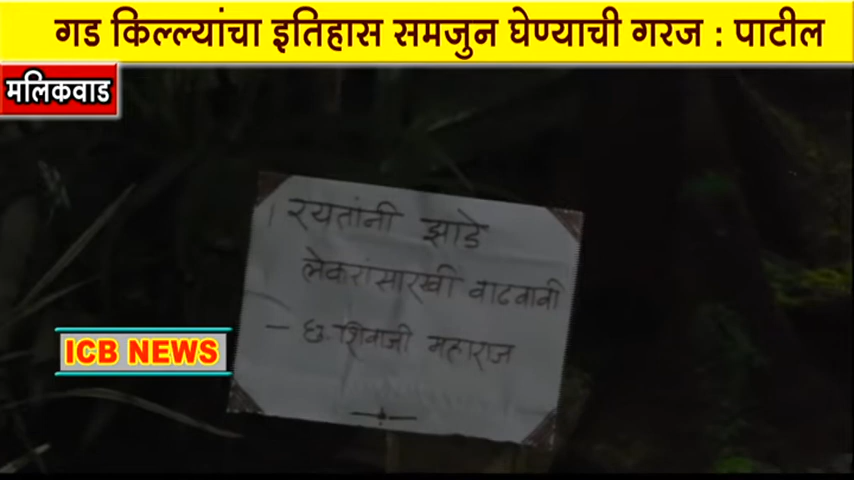 गड किल्ल्यांचा इतिहास समजुन घेण्याची गरज : पाटील
मलिकवाड
रयतांनी झाडे
लेकरांसारखी वाढवावी
- छ. शिवाजी महाराज
ICB NEWS